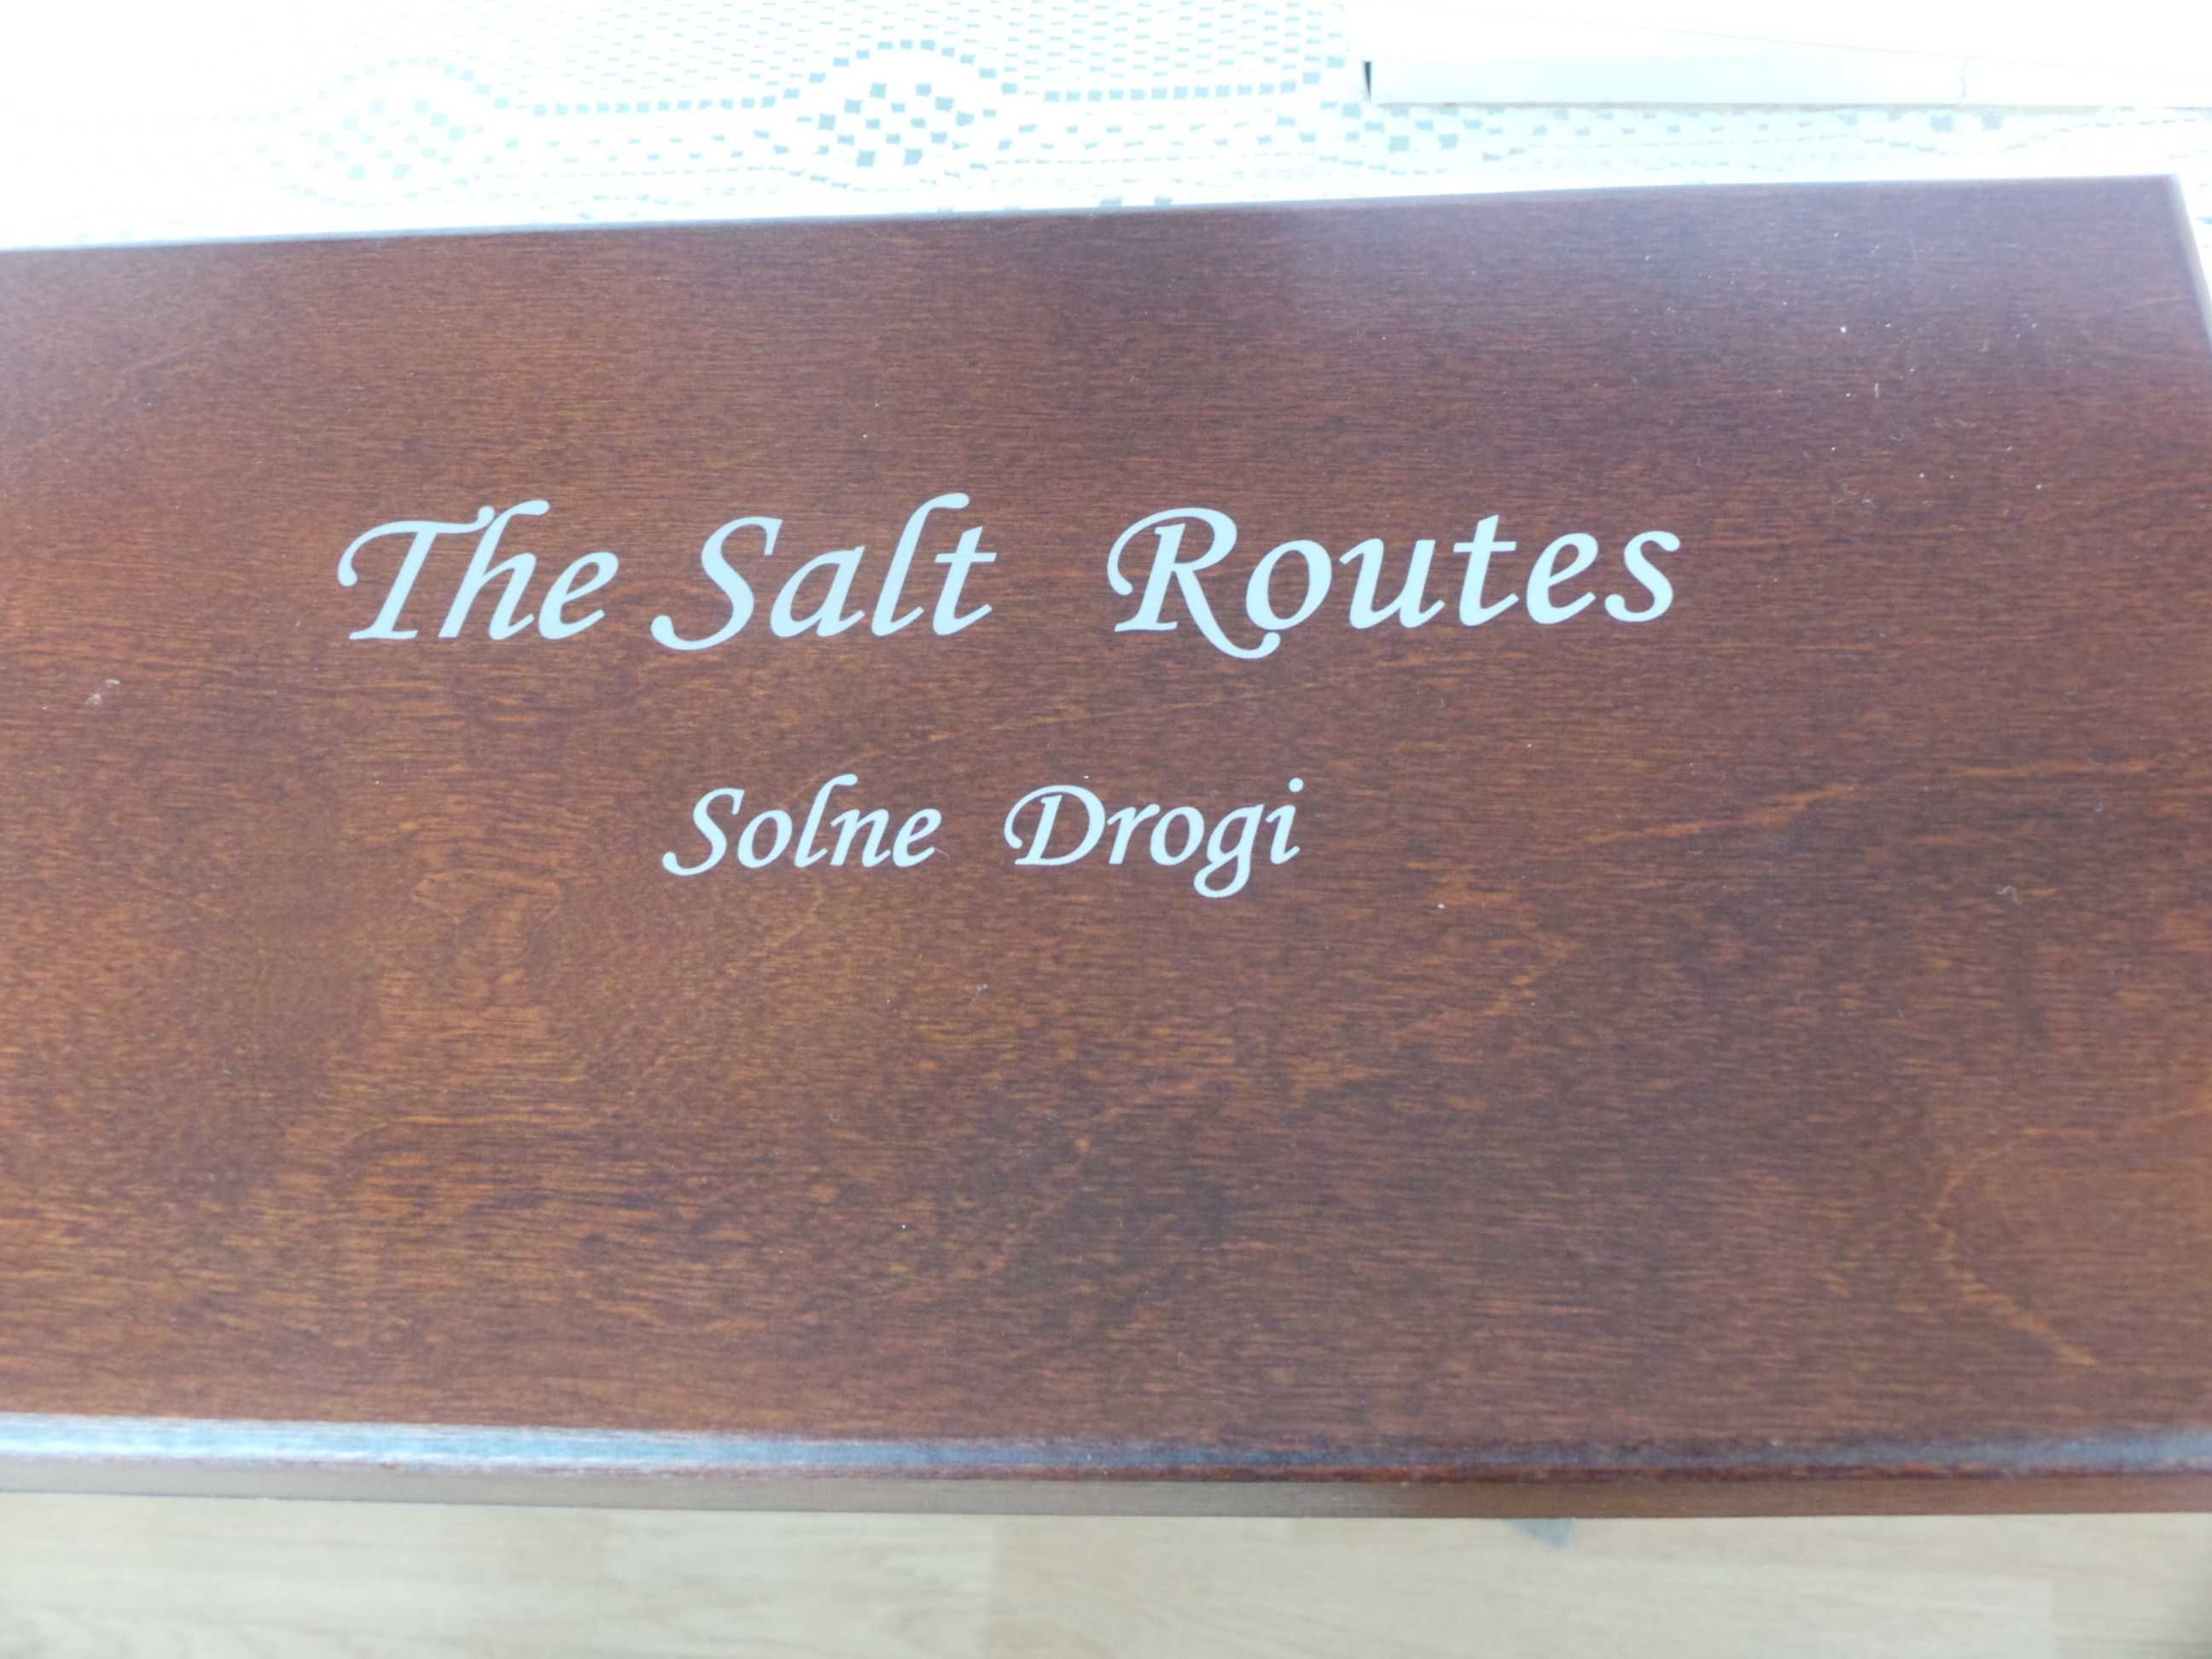 The Salt Routes
Solne Drogi